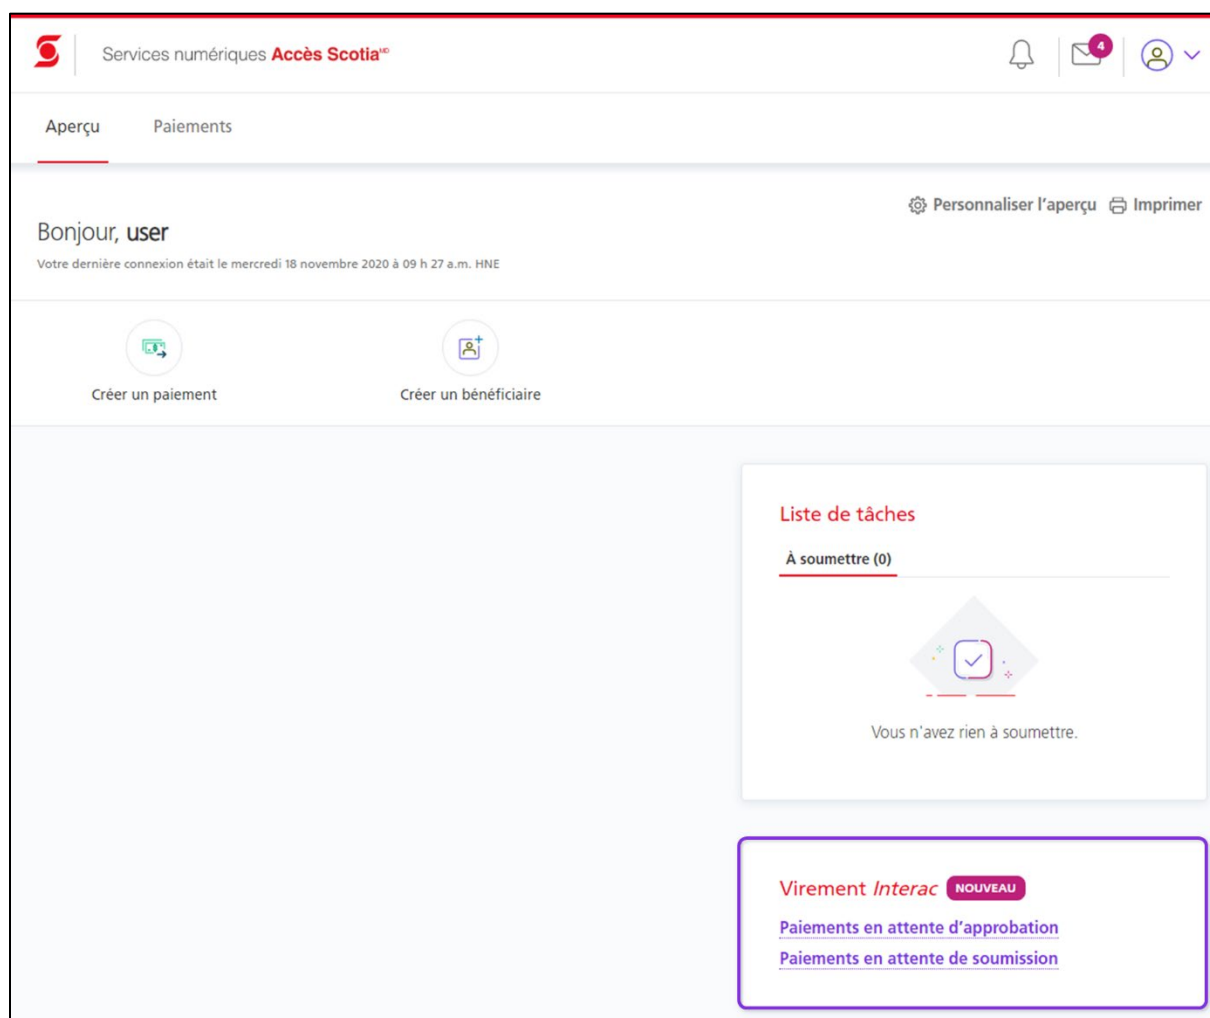 Services numériques Accès Scotia MD
4
Aperçu Paiements
Personnaliser l'aperçu Imprimer
Bonjour, user
Votre dernière connexion était le mercredi 18 novembre 2020 à 09 h 27 a.m. HNE
Créer un paiement Créer un bénéficiaire
Liste de tâches
À soumettre (0)
Vous n'avez rien à soumettre.
Virement Interac NOUVEAU
Paiements en attente d'approbation
Paiements en attente de soumission